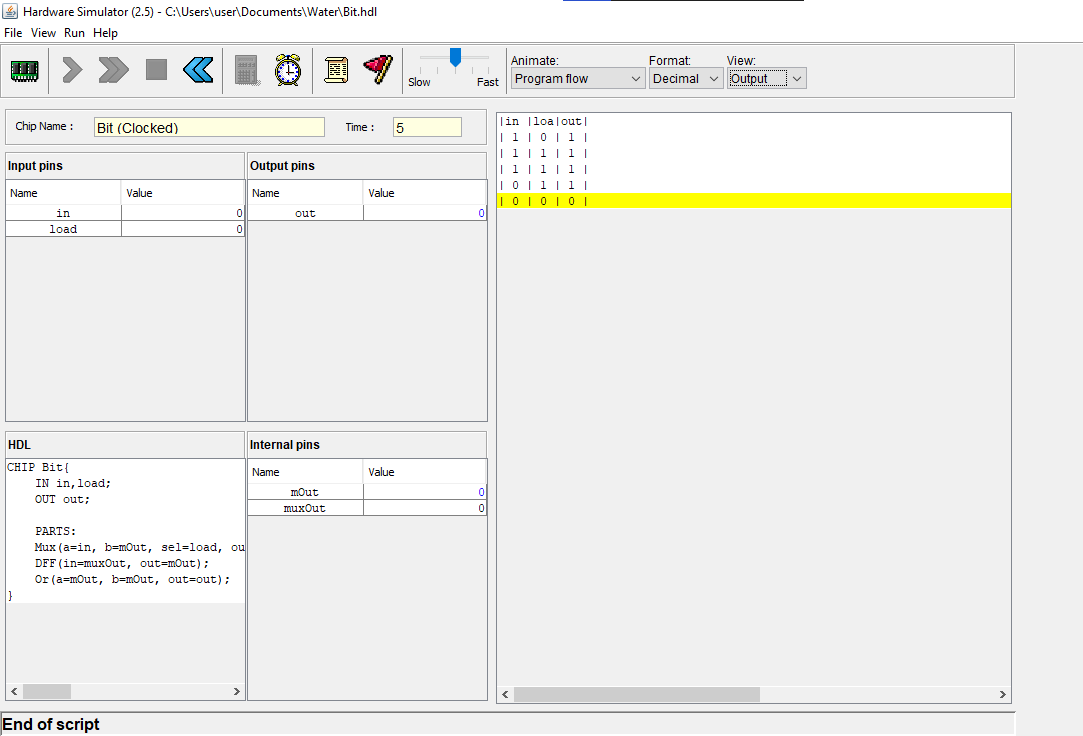 Hardware Simulator (2.5) - C:\Users\user\Documents\Water\Bit.hdl
File View Run Help
Slow Fast
Animate: Format: View:
Program flow Decimal Output
Chip Name : Bit (Clocked) Time : 5
Input pins
Name Value
in 0
load 0
Output pins
Name Value
out 0
HDL
CHIP Bit{
IN in,load;
OUT out;
PARTS:
Mux(a=in, b=mOut, sel=load, ou
DFF(in=muxOut, out=mOut);
Or(a=mOut, b=mOut, out=out);
}
Internal pins
Name Value
mOut 0
muxOut 0
|in |loa|out|
| 1 | 0 | 1 |
| 1 | 1 | 1 |
| 1 | 1 | 1 |
| 0 | 1 | 1 |
| 0 | 0 | 0 |
End of script